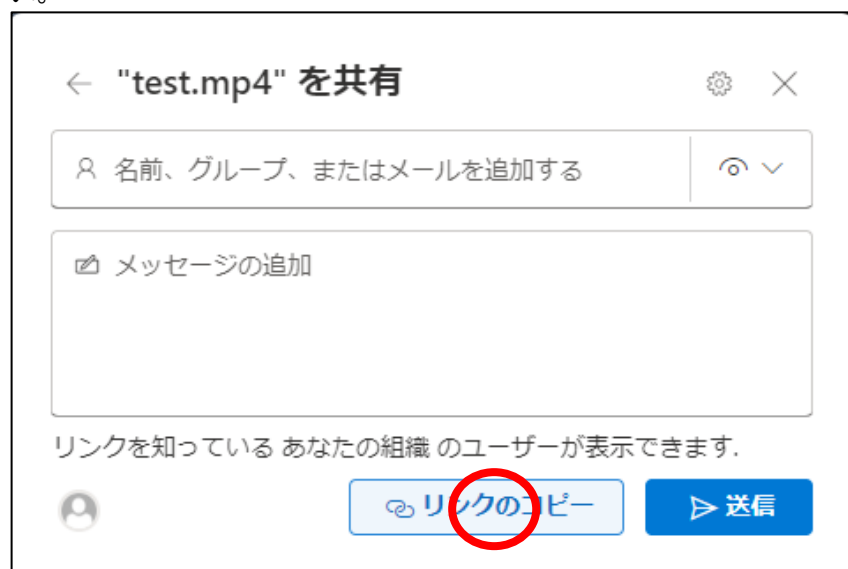 い。
"test.mp4" を共有
名前、グループ、またはメールを追加する
メッセージの追加
リンクを知っている あなたの組織 のユーザーが表示できます.
リンクのコピー
送信